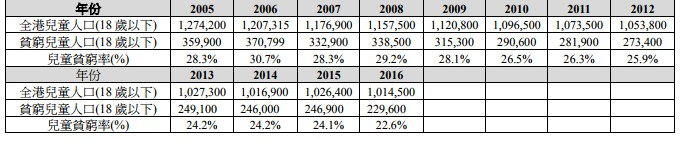 年份 2005 2006 2007 2008 2009 2010 2011 2012
全港兒童人口(18 歲以下) 1,274,200 1,207,315 1,176,900 1,157,500 1,120,800 1,096,500 1,073,500 1,053,800
貧窮兒童人口(18 歲以下) 359,900 370,799 332,900 338,500 315,300 290,600 281,900 273,400
兒童貧窮率(%) 28.3% 30.7% 28.3% 29.2% 28.1% 26.5% 26.3% 25.9%
年份 2013 2014 2015 2016
全港兒童人口(18 歲以下) 1,027,300 1,016,900 1,026,400 1,014,500
貧窮兒童人口(18 歲以下) 249,100 246,000 246,900 229,600
兒童貧窮率(%) 24.2% 24.2% 24.1% 22.6%